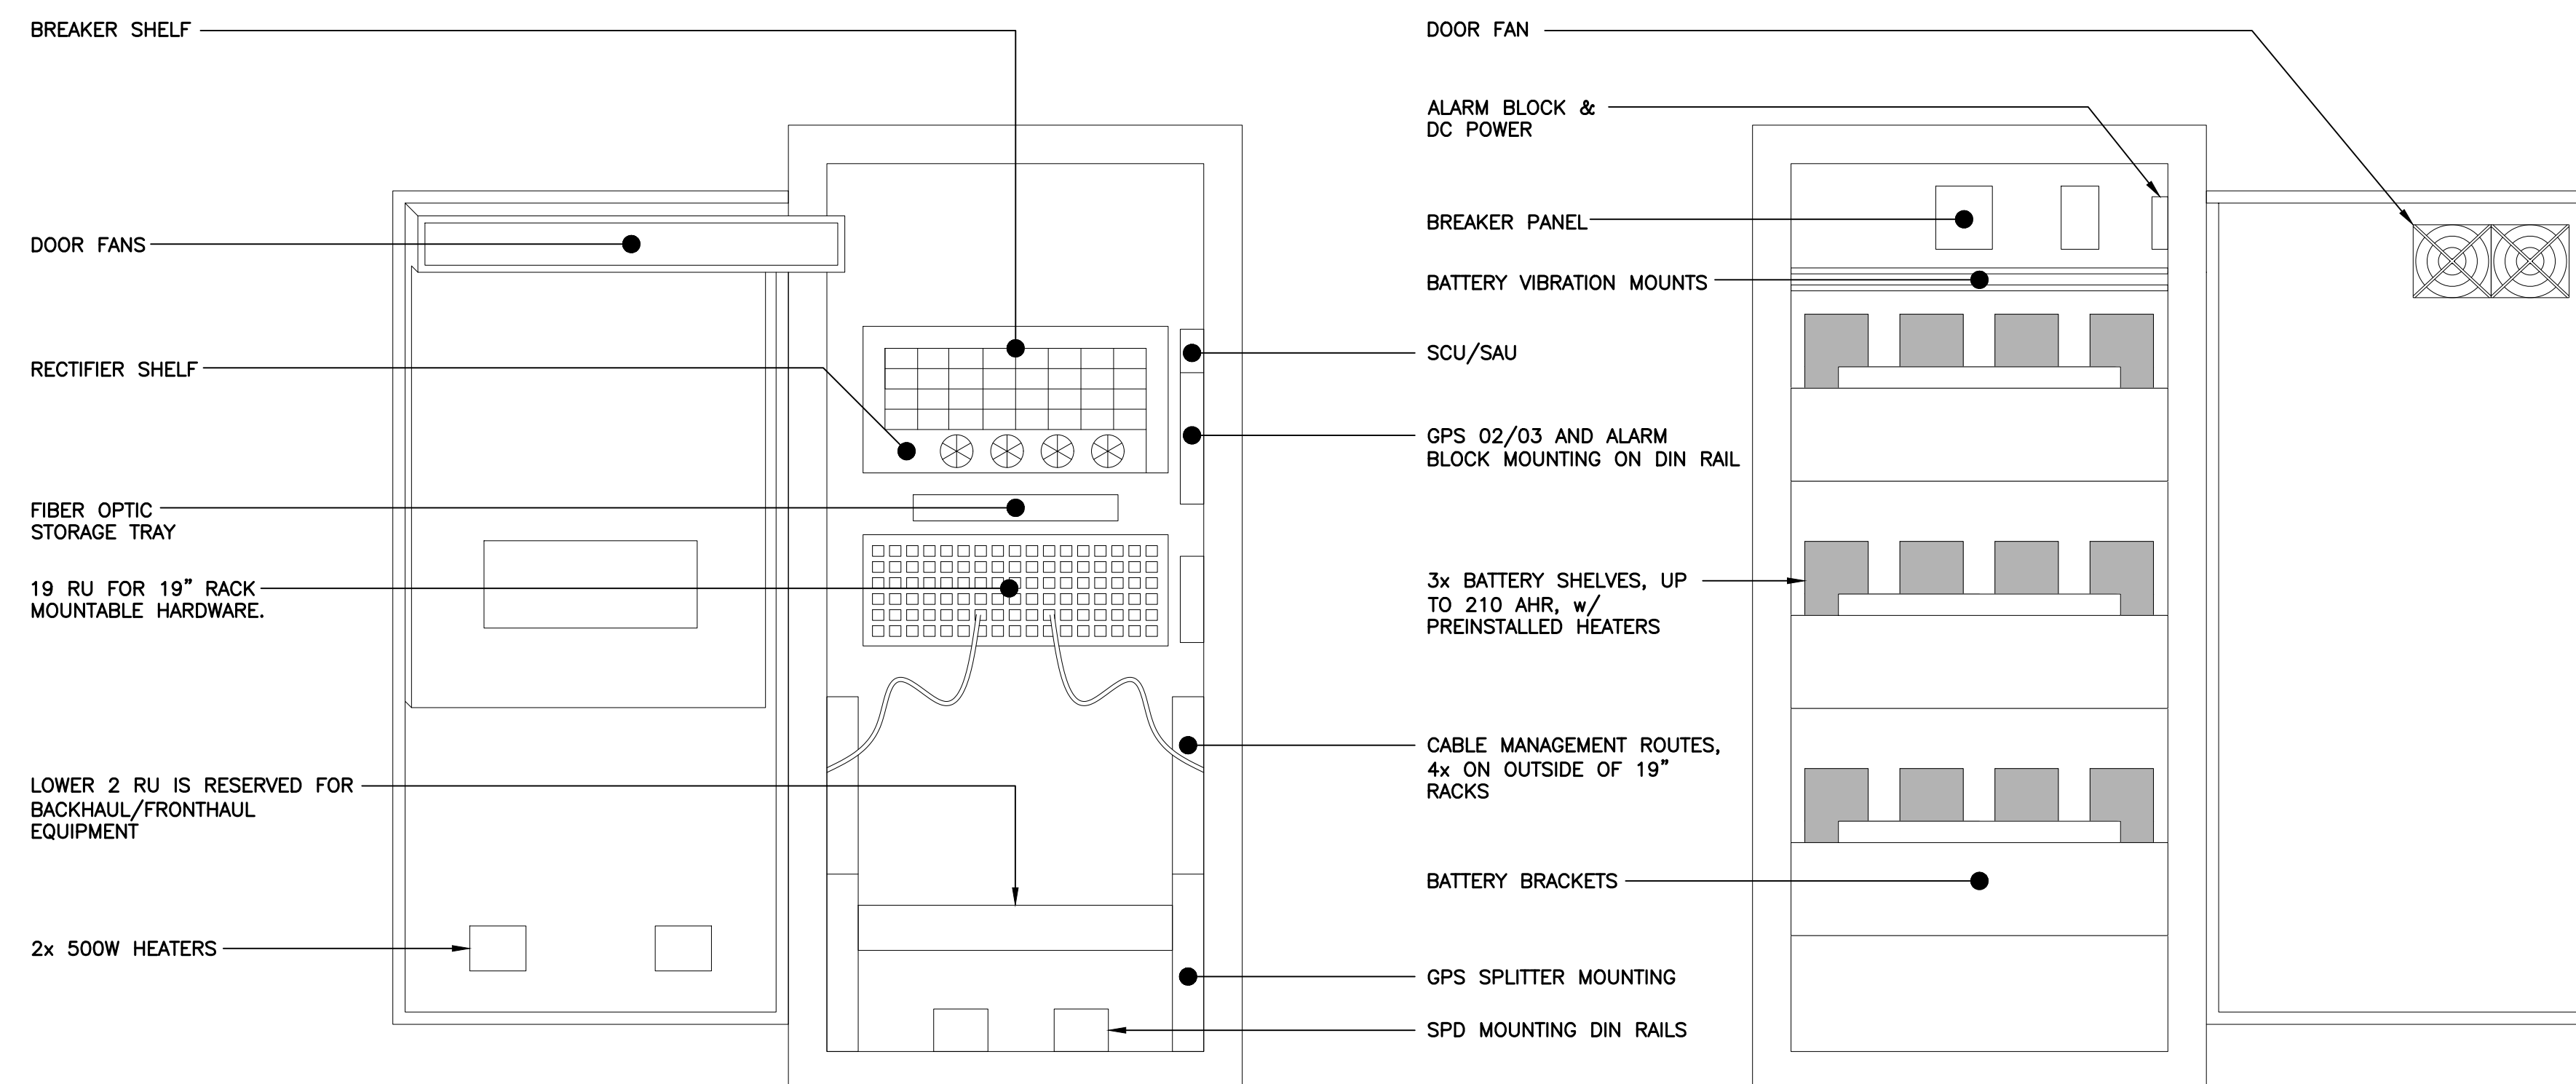 BREAKER SHELF
DOOR FANS
RECTIFIER SHELF
FIBER OPTIC
STORAGE TRAY
19 RU FOR 19” RACK
MOUNTABLE HARDWARE.
LOWER 2 RU IS RESERVED FOR
BACKHAUL/FRONTHAUL
EQUIPMENT
2x 500W HEATERS
DOOR FAN
ALARM BLOCK &
DC POWER
BREAKER PANEL
BATTERY VIBRATION MOUNTS
SCU/SAU
GPS 02/03 AND ALARM
BLOCK MOUNTING ON DIN RAIL
3x BATTERY SHELVES, UP
TO 210 AHR, w/
PREINSTALLED HEATERS
CABLE MANAGEMENT ROUTES,
4x ON OUTSIDE OF 19”
RACKS
BATTERY BRACKETS
GPS SPLITTER MOUNTING
SPD MOUNTING DIN RAILS